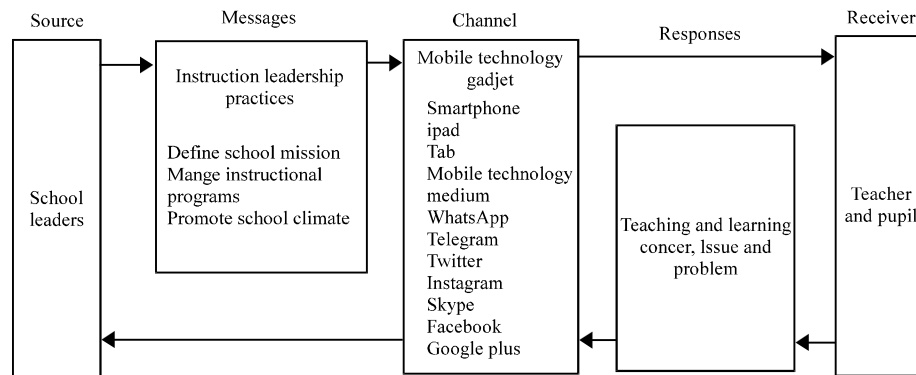 Source
Messages
Channel
Responses
Receiver
School
leaders
Instruction leadership
practices
Define school mission
Mange instructional
programs
Promote school climate
Mobile technology
gadjet
Smartphone
ipad
Tab
Mobile technology
medium
WhatsApp
Telegram
Twitter
Instagram
Skype
Facebook
Google plus
Teaching and learning
concer, Issue and
problem
Teacher
and pupil